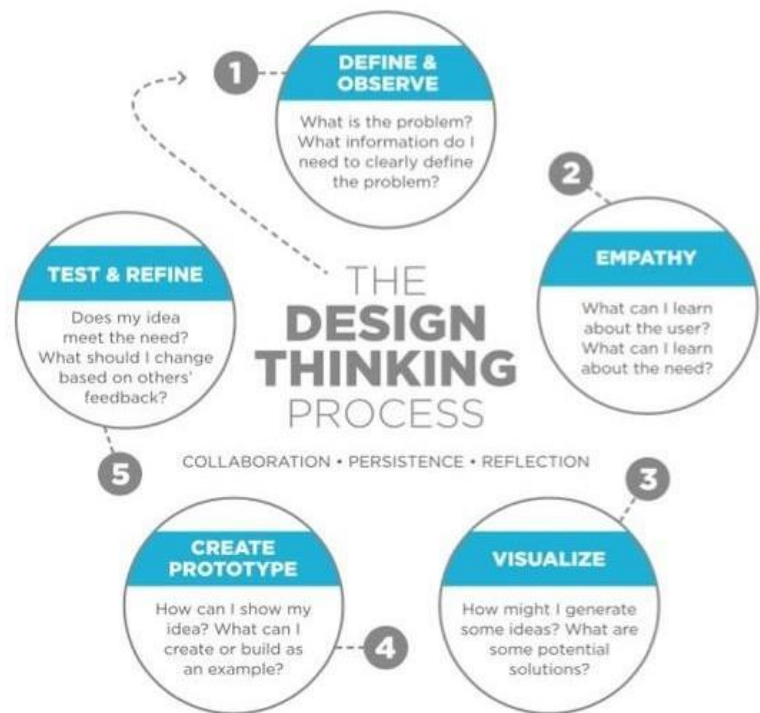 1
DEFINE &
OBSERVE
What is the problem?
What information do I
need to clearly define
the problem?
2
EMPATHY
What can I learn
about the user?
What can I learn
about the need?
TEST & REFINE
Does my idea
meet the need?
What should I change
based on others'
feedback?
5
THE
DESIGN
THINKING
PROCESS
COLLABORATION • PERSISTENCE • REFLECTION
3
VISUALIZE
How might I generate
some ideas? What are
some potential
solutions?
CREATE
PROTOTYPE
How can I show my
idea? What can I
create or build as
an example?
4